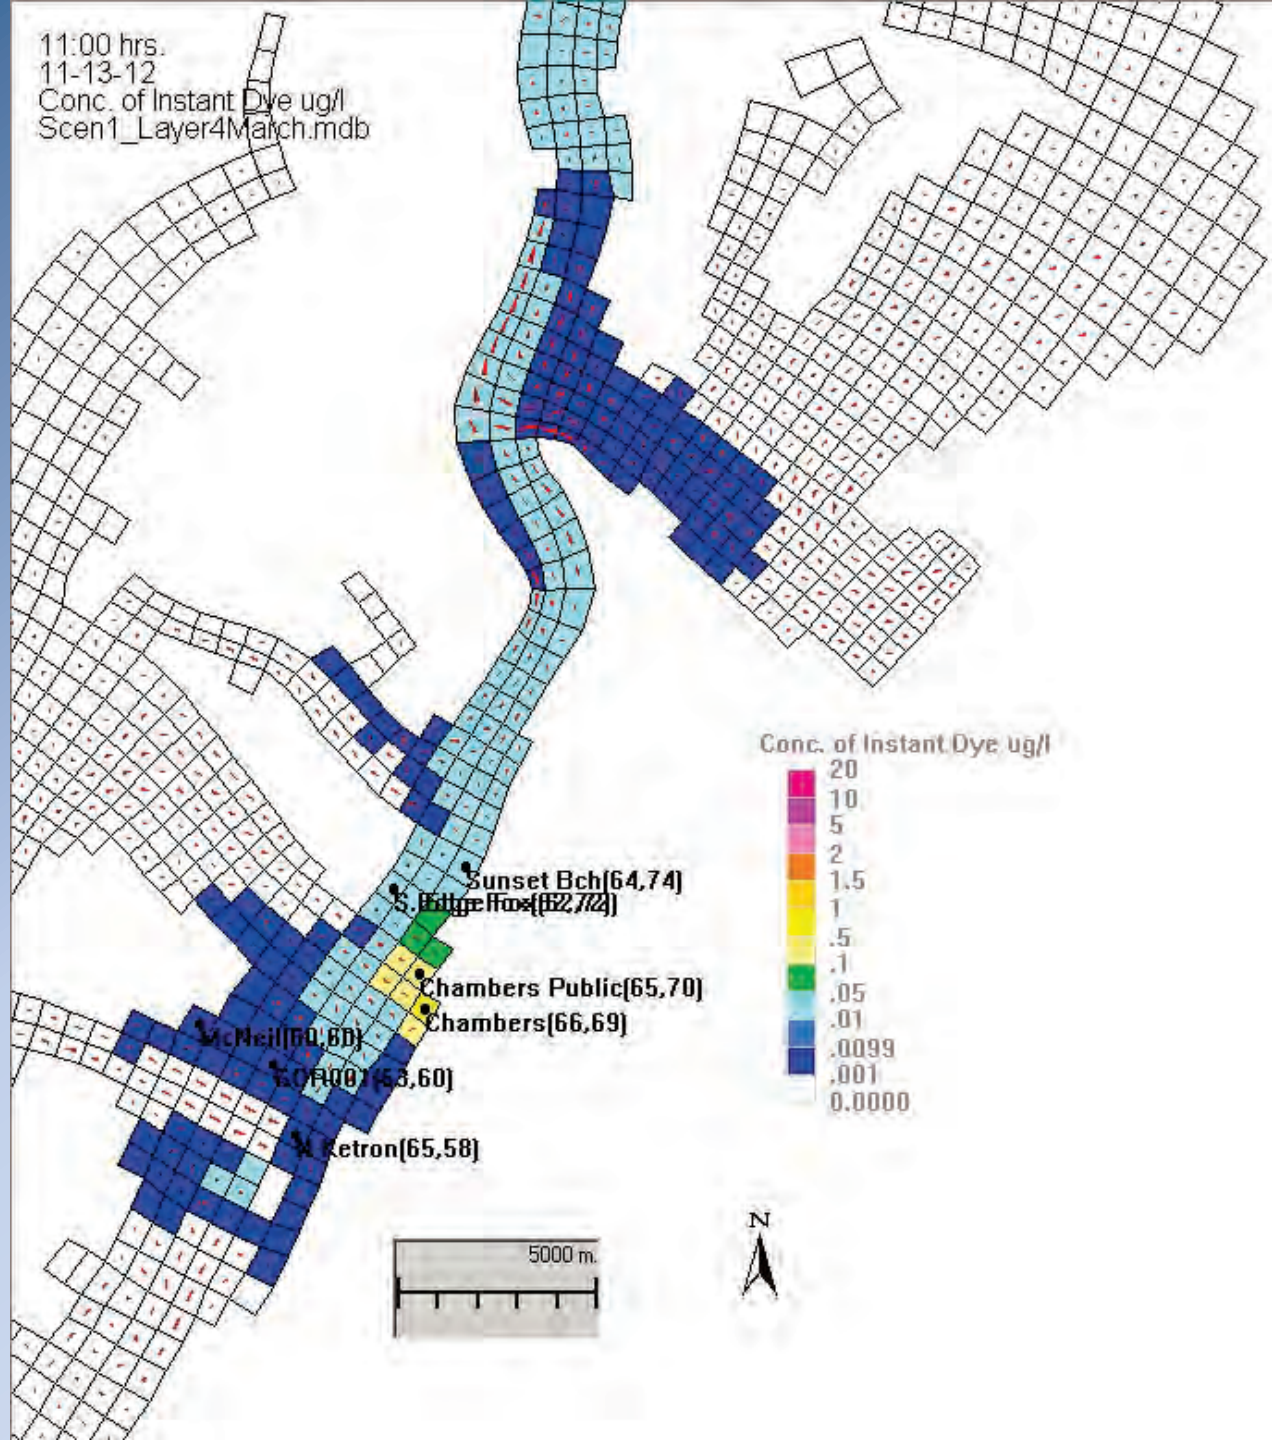 11:00 hrs.
11-13-12
Conc. of Instant Dye ug/l
Scen1_Layer4March.mdb
Conc. of Instant Dye ug/l
20
10
5
2
1.5
1
.5
.1
.05
.01
.0099
.001
0.0000
Sunset Bch(64,74)
Chambers Public(65,70)
Chambers(66,69)
McNeil(60,60)
Ketron(65,58)
5000 m.
N